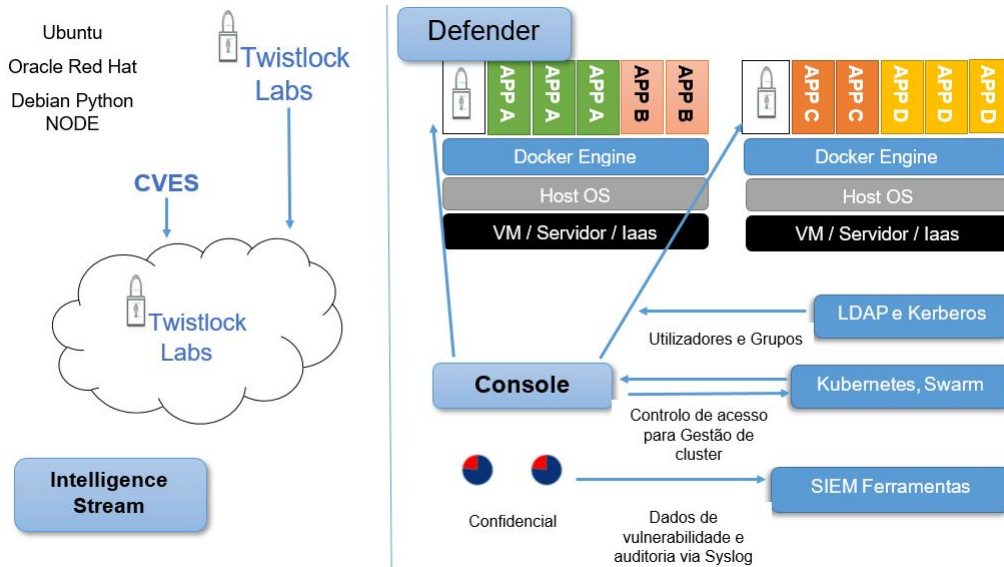 Ubuntu
Oracle Red Hat
Debian Python
NODE
Twistlock
Labs
CVES
Twistlock
Labs
Intelligence
Stream
Defender
APP A
APP A
APP A
APP B
APP B
Docker Engine
Host OS
VM / Servidor / Iaas
APP C
APP C
APP D
APP D
APP D
Docker Engine
Host OS
VM / Servidor / Iaas
LDAP e Kerberos
Utilizadores e Grupos
Console
Kubernetes, Swarm
Controlo de acesso
para Gestão de
cluster
SIEM Ferramentas
Confidencial
Dados de
vulnerabilidade e
auditoria via Syslog